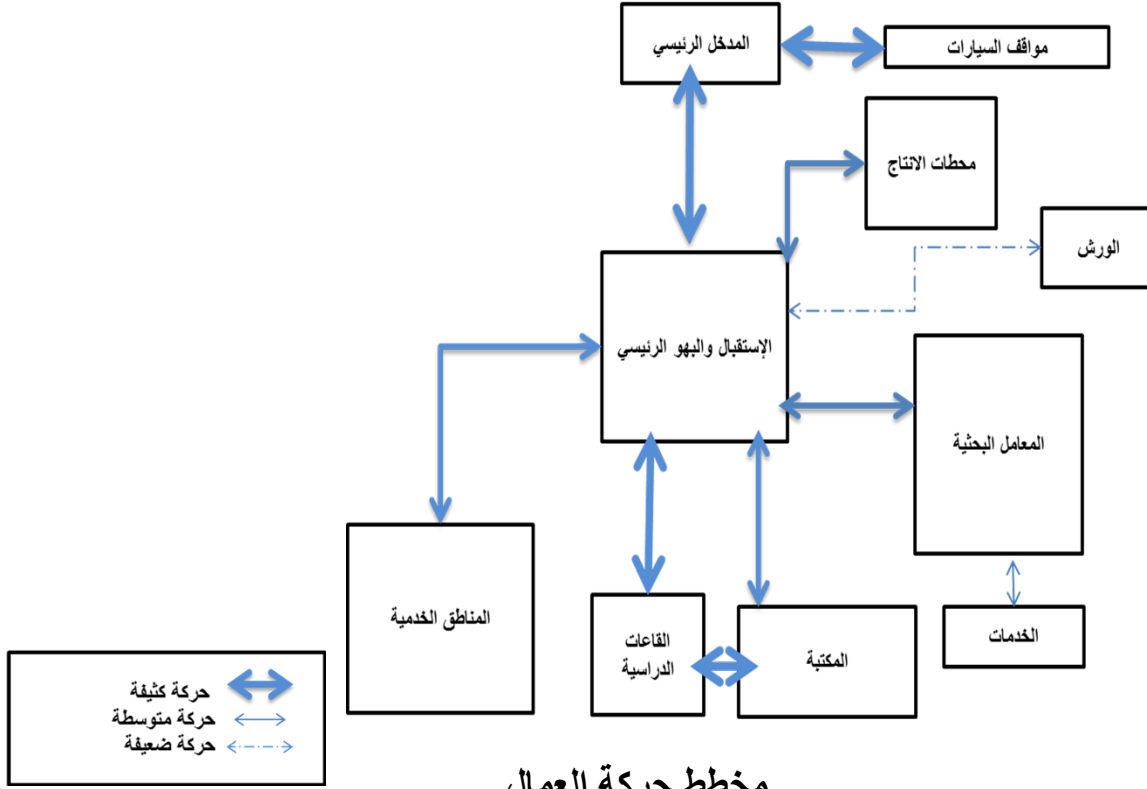 المدخل الرئيسي
مواقف السيارات
محطات الانتاج
الورش
الإستقبال والبهو الرئيسي
المعامل البحثية
المناطق الخدمية
القاعات
الدراسية
المكتبة
الخدمات
حركة كثيفة
حركة متوسطة
حركة ضعيفة
مخطط حركة العمال